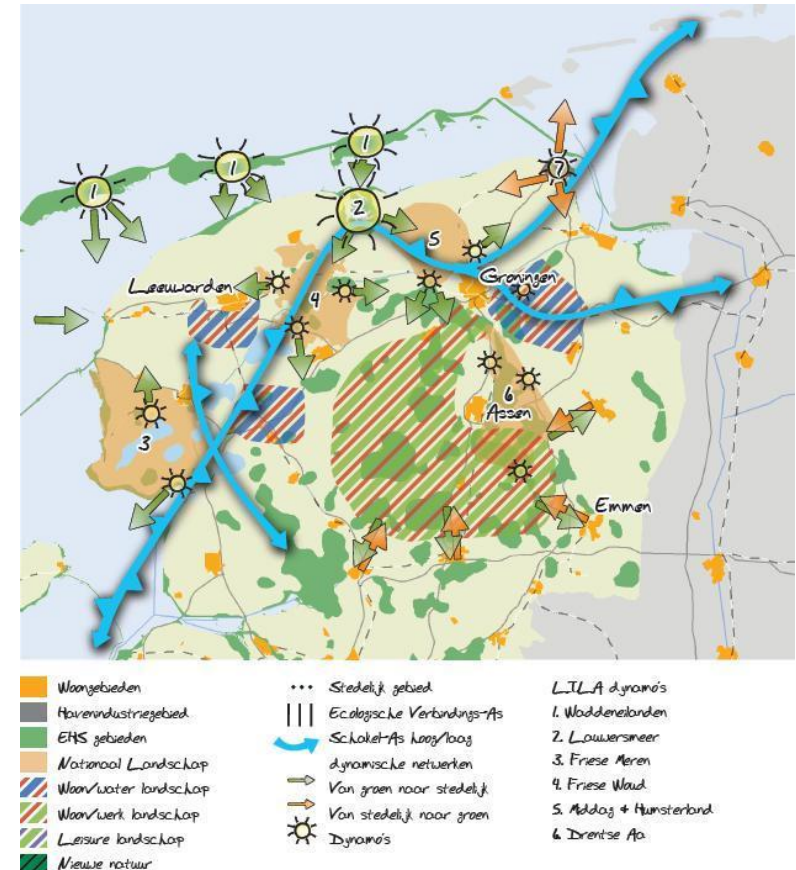 1
1
1
7
2
5
Leeuwarden
Groningen
4
6
Assen
3
Emmen
Woongebieden
Havenindustriegebied
EHS gebieden
Nationaal Landschap
Woon/water landschap
Woon/werk landschap
Leisure landschap
Nieuwe natuur
Stedelijk gebied
Ecologische Verbindings-As
Schakel-As hoog/laag
dynamische netwerken
Van groen naar stedelijk
Van stedelijk naar groen
Dynamo's
L.I.L.A dynamo's
1. Waddeneilanden
2. Lauwersmeer
3. Friese Meren
4. Friese Woud
5. Middag + Humsterland
6. Drentse Aa